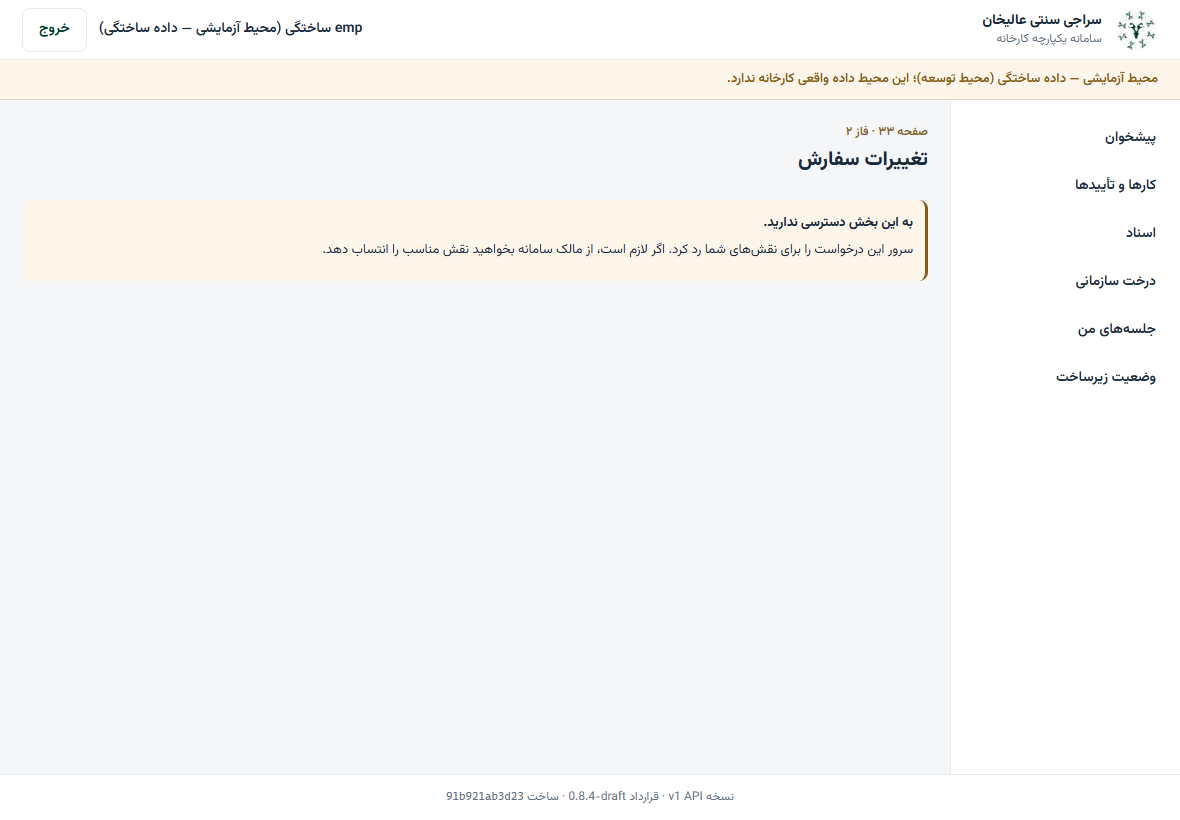 سراجی سنتی عالیخان
سامانه یکپارچه کارخانه
emp ساختگی (محیط آزمایشی — داده ساختگی)
خروج
محیط آزمایشی — داده ساختگی (محیط توسعه)؛ این محیط داده واقعی کارخانه ندارد.
پیشخوان
کارها و تأییدها
اسناد
درخت سازمانی
جلسه‌های من
وضعیت زیرساخت
صفحه ۳۳ · فاز ۲
تغییرات سفارش
به این بخش دسترسی ندارید.
سرور این درخواست را برای نقش‌های شما رد کرد. اگر لازم است، از مالک سامانه بخواهید نقش مناسب را انتساب دهد.
نسخه API v1 · قرارداد 0.8.4-draft · ساخت 91b921ab3d23